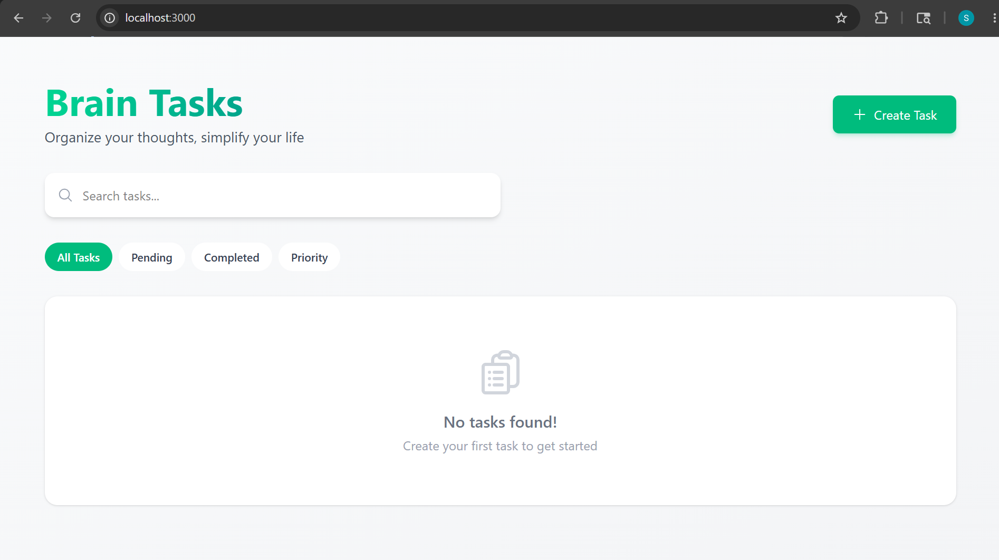 localhost:3000
S
Brain Tasks
Organize your thoughts, simplify your life
+ Create Task
Search tasks...
All Tasks Pending Completed Priority
No tasks found!
Create your first task to get started